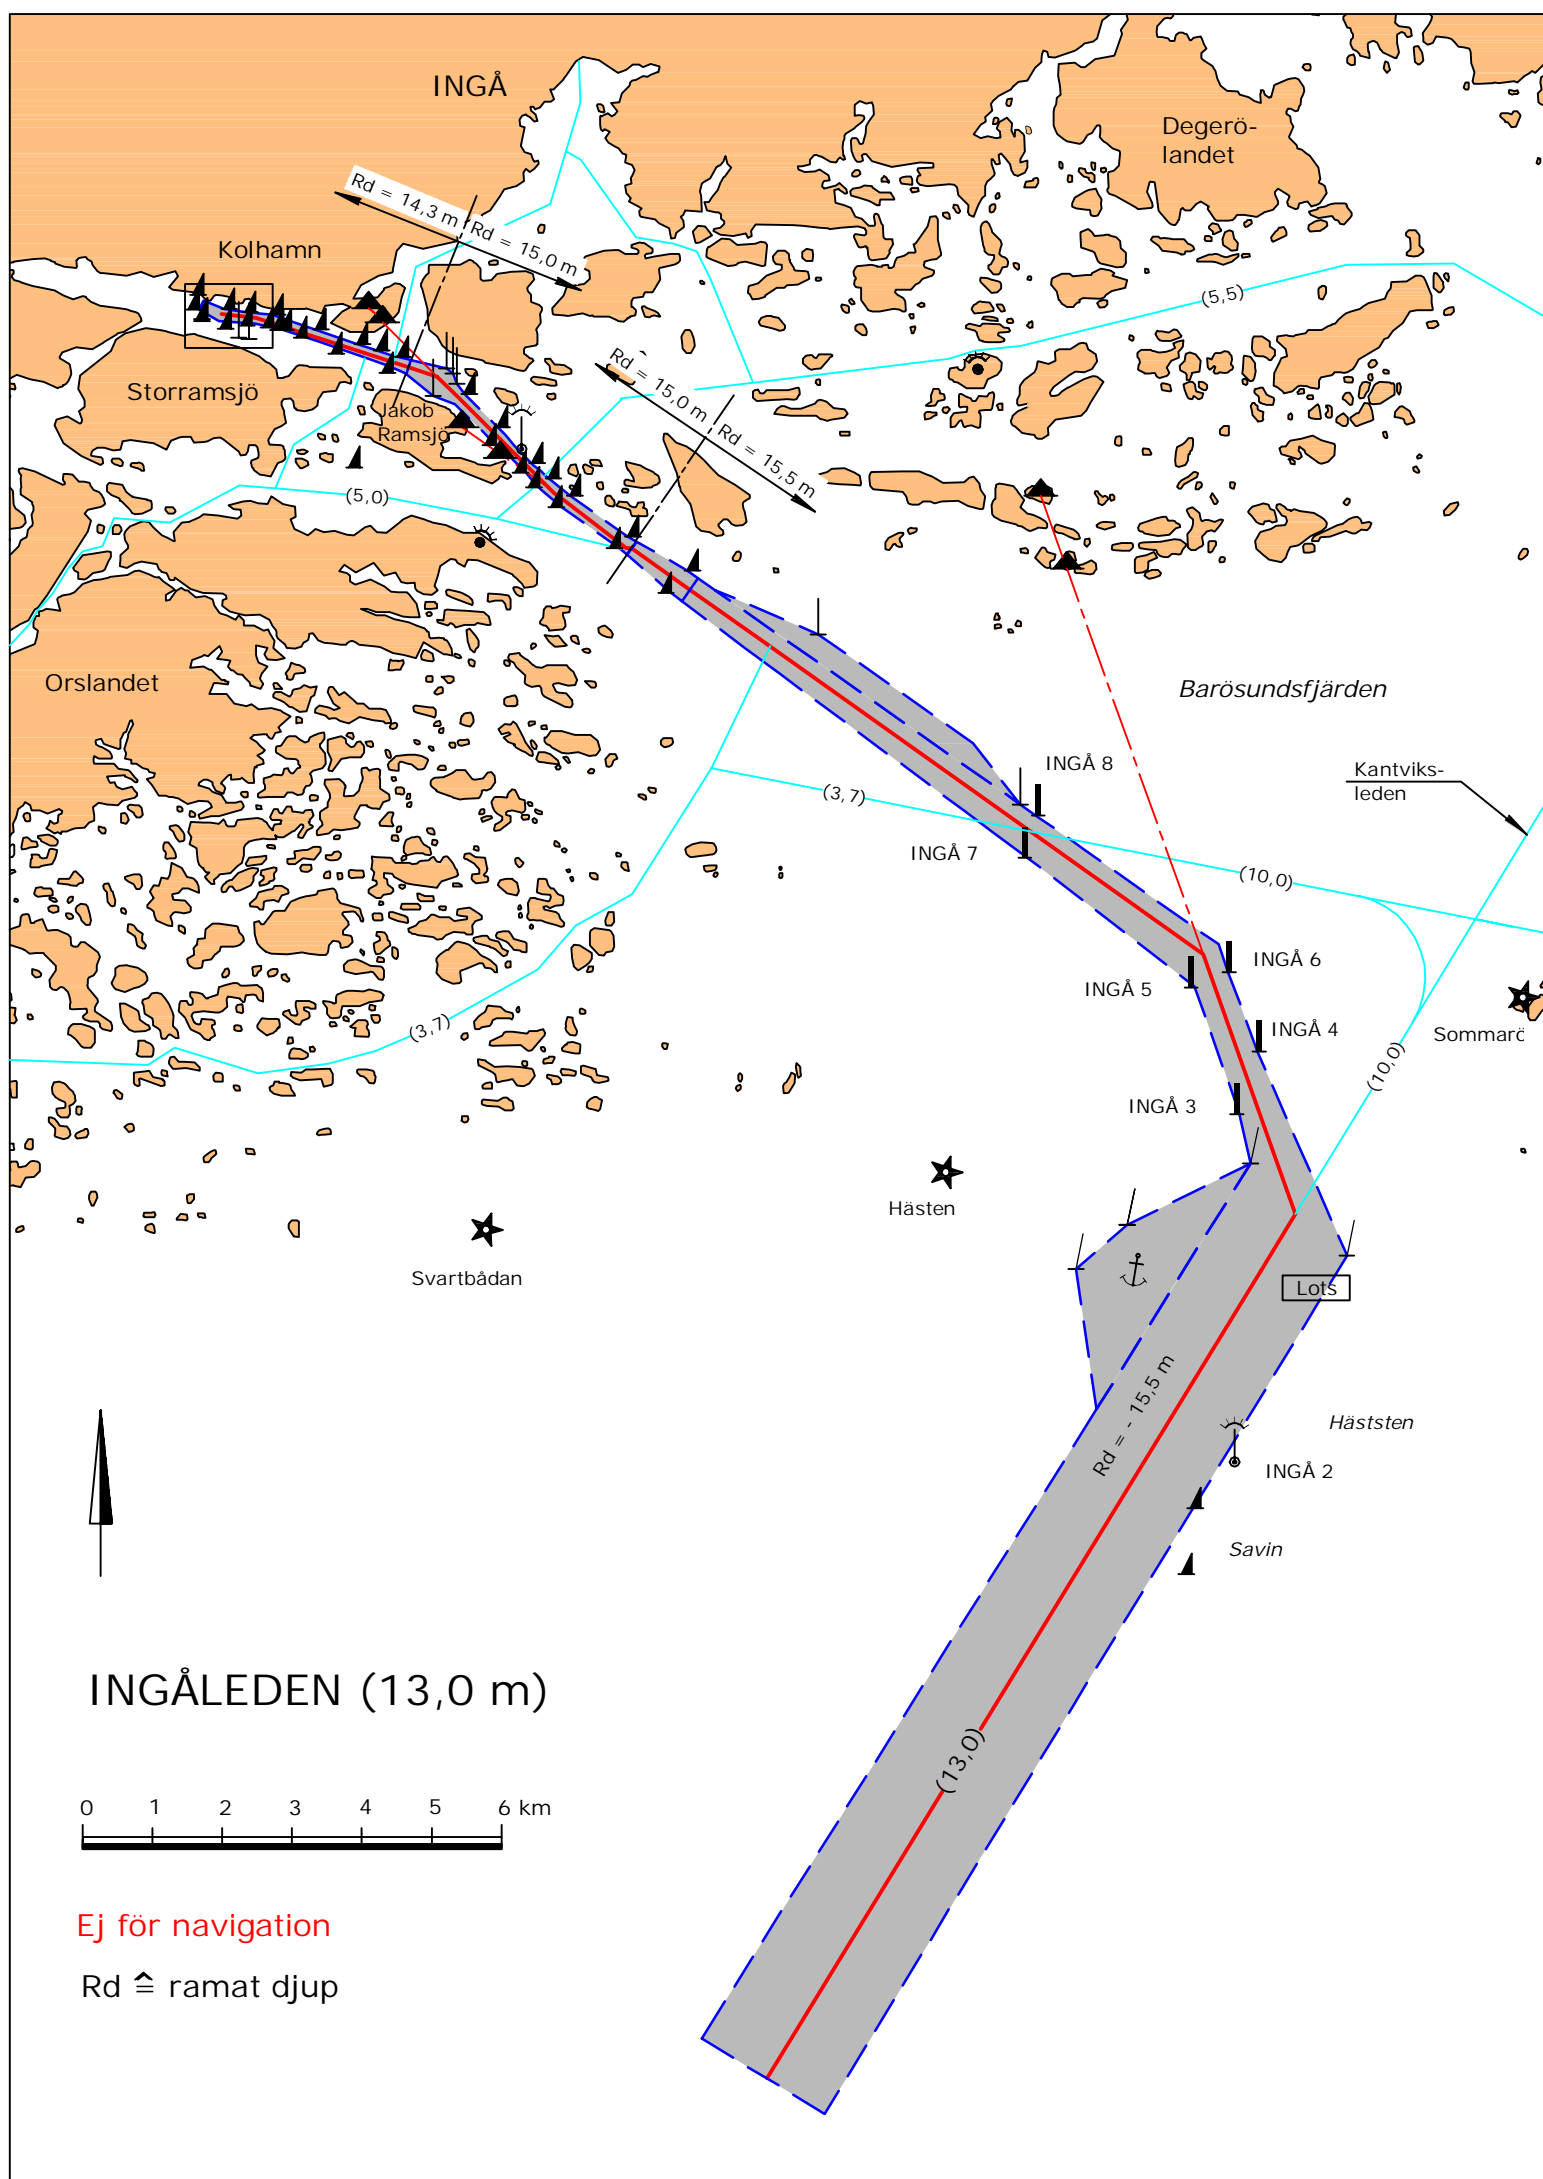 INGÅ
Degerö-
landet
Rd = 14,3 m
Rd = 15,0 m
Kolhamn
(5,5)
Rd = 15,0 m
Rd = 15,5 m
Storramsjö
Jakob
Ramsjö
(5,0)
Orslandet
Barösundsfjärden
INGÅ 8
Kantviks-
leden
(3,7)
INGÅ 7
(10,0)
INGÅ 6
INGÅ 5
INGÅ 4
Sommarö
(3,7)
(10,0)
INGÅ 3
Hästen
Svartbådan
Lots
Rd = - 15,5 m
Häststen
INGÅ 2
Savin
INGÅLEDEN (13,0 m)
(13,0)
0 1 2 3 4 5 6 km
Ej för navigation
Rd ≙ ramat djup